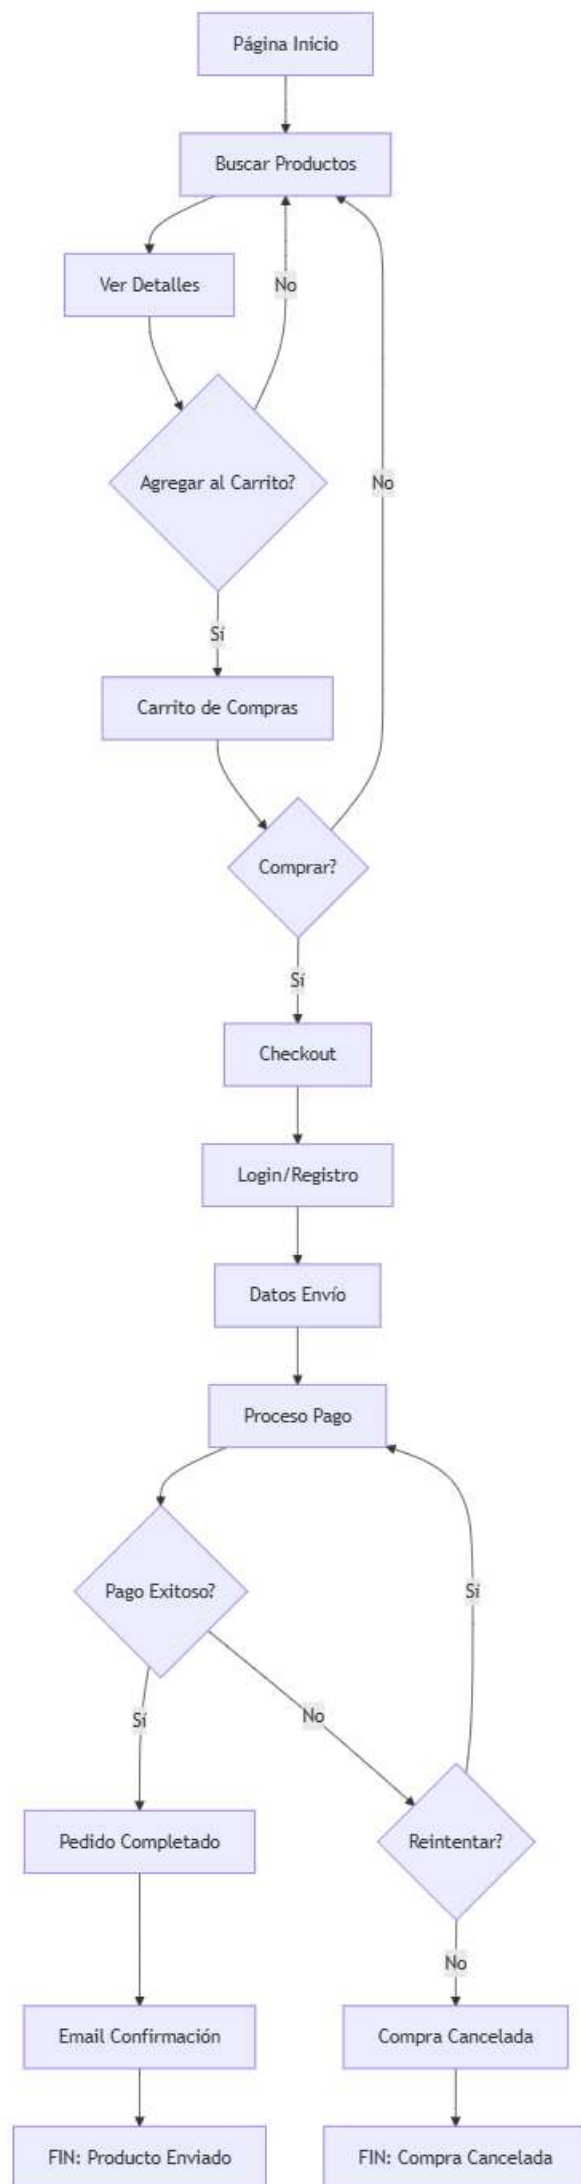 Página Inicio
Buscar Productos
Ver Detalles
No
Agregar al Carrito?
No
Sí
Carrito de Compras
Comprar?
Sí
Checkout
Login/Registro
Datos Envío
Proceso Pago
Pago Exitoso?
Sí
Sí
No
Pedido Completado
Reintentar?
No
Email Confirmación
Compra Cancelada
FIN: Producto Enviado
FIN: Compra Cancelada